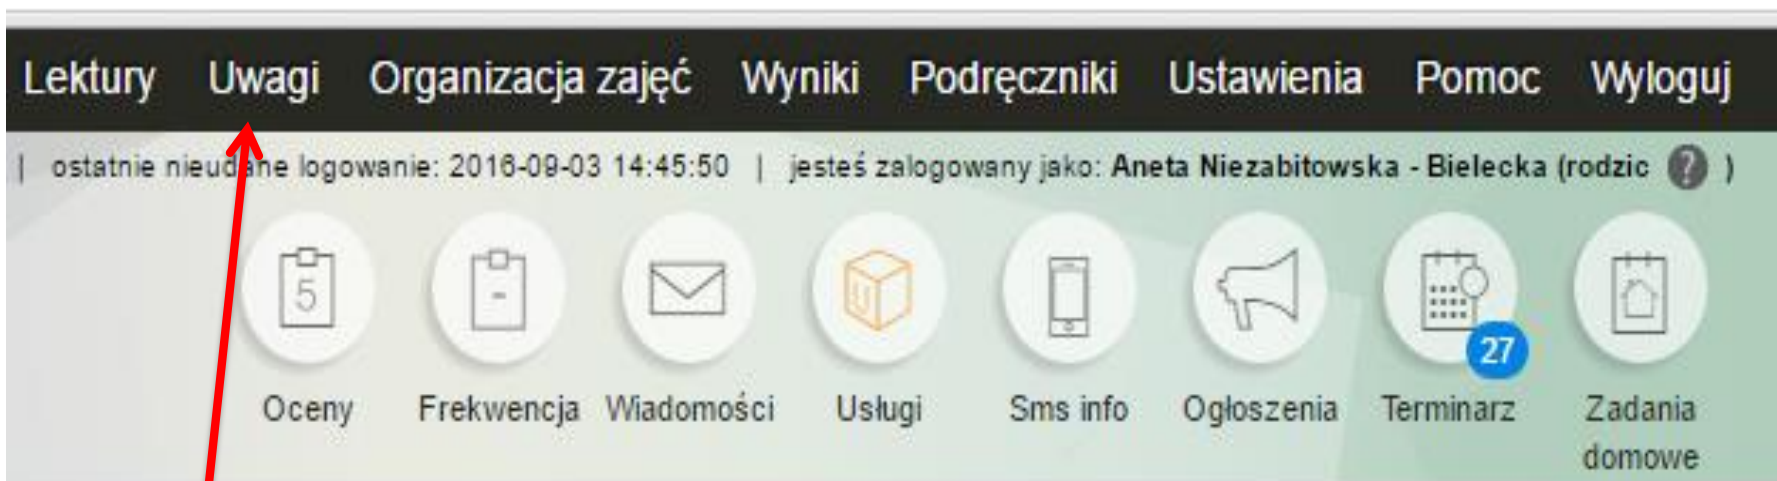 Lektury Uwagi Organizacja zajęć Wyniki Podręczniki Ustawienia Pomoc Wyloguj
| ostatnie nieudane logowanie: 2016-09-03 14:45:50 | jesteś zalogowany jako: Aneta Niezabitowska - Bielecka (rodzic ? )
5 - U
27
Oceny Frekwencja Wiadomości Usługi Sms info Ogłoszenia Terminarz Zadania
domowe